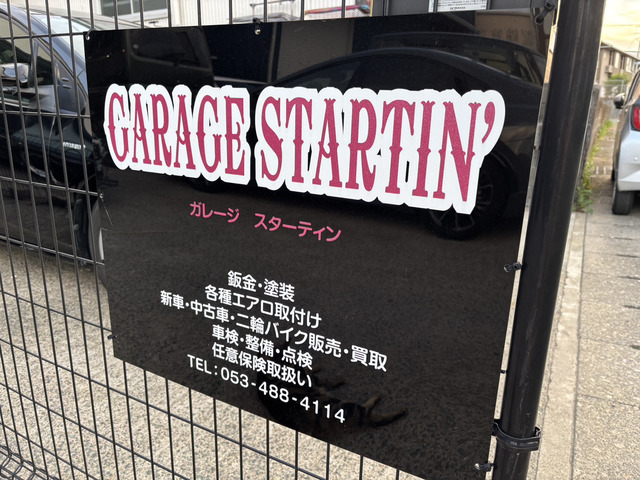 GARAGE STARTIN'
ガレージ スターティン
鈑金・塗装
各種エアロ取付け
新車・中古車・二輪バイク販売・買取
車検・整備・点検
任意保険取扱い
TEL:053-488-4114